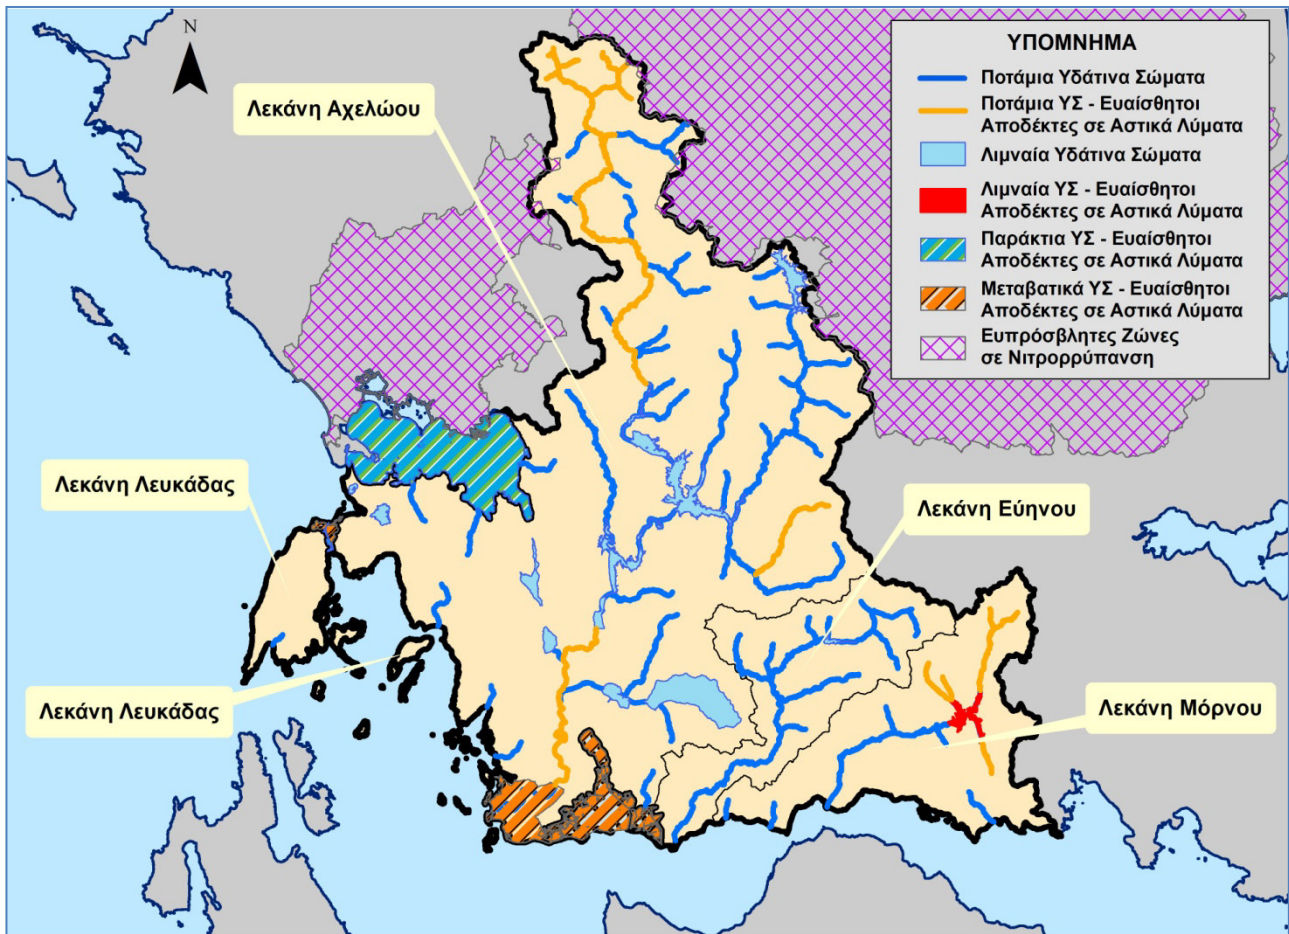 N
ΥΠΟΜΝΗΜΑ
Ποτάμια Υδάτινα Σώματα
Ποτάμια ΥΣ - Ευαίσθητοι
Αποδέκτες σε Αστικά Λύματα
Λιμναία Υδάτινα Σώματα
Λιμναία ΥΣ - Ευαίσθητοι
Αποδέκτες σε Αστικά Λύματα
Παράκτια ΥΣ - Ευαίσθητοι
Αποδέκτες σε Αστικά Λύματα
Μεταβατικά ΥΣ - Ευαίσθητοι
Αποδέκτες σε Αστικά Λύματα
Ευπρόσβλητες Ζώνες
σε Νιτρορρύπανση
Λεκάνη Αχελώου
Λεκάνη Λευκάδας
Λεκάνη Εύηνου
Λεκάνη Λευκάδας
Λεκάνη Μόρνου